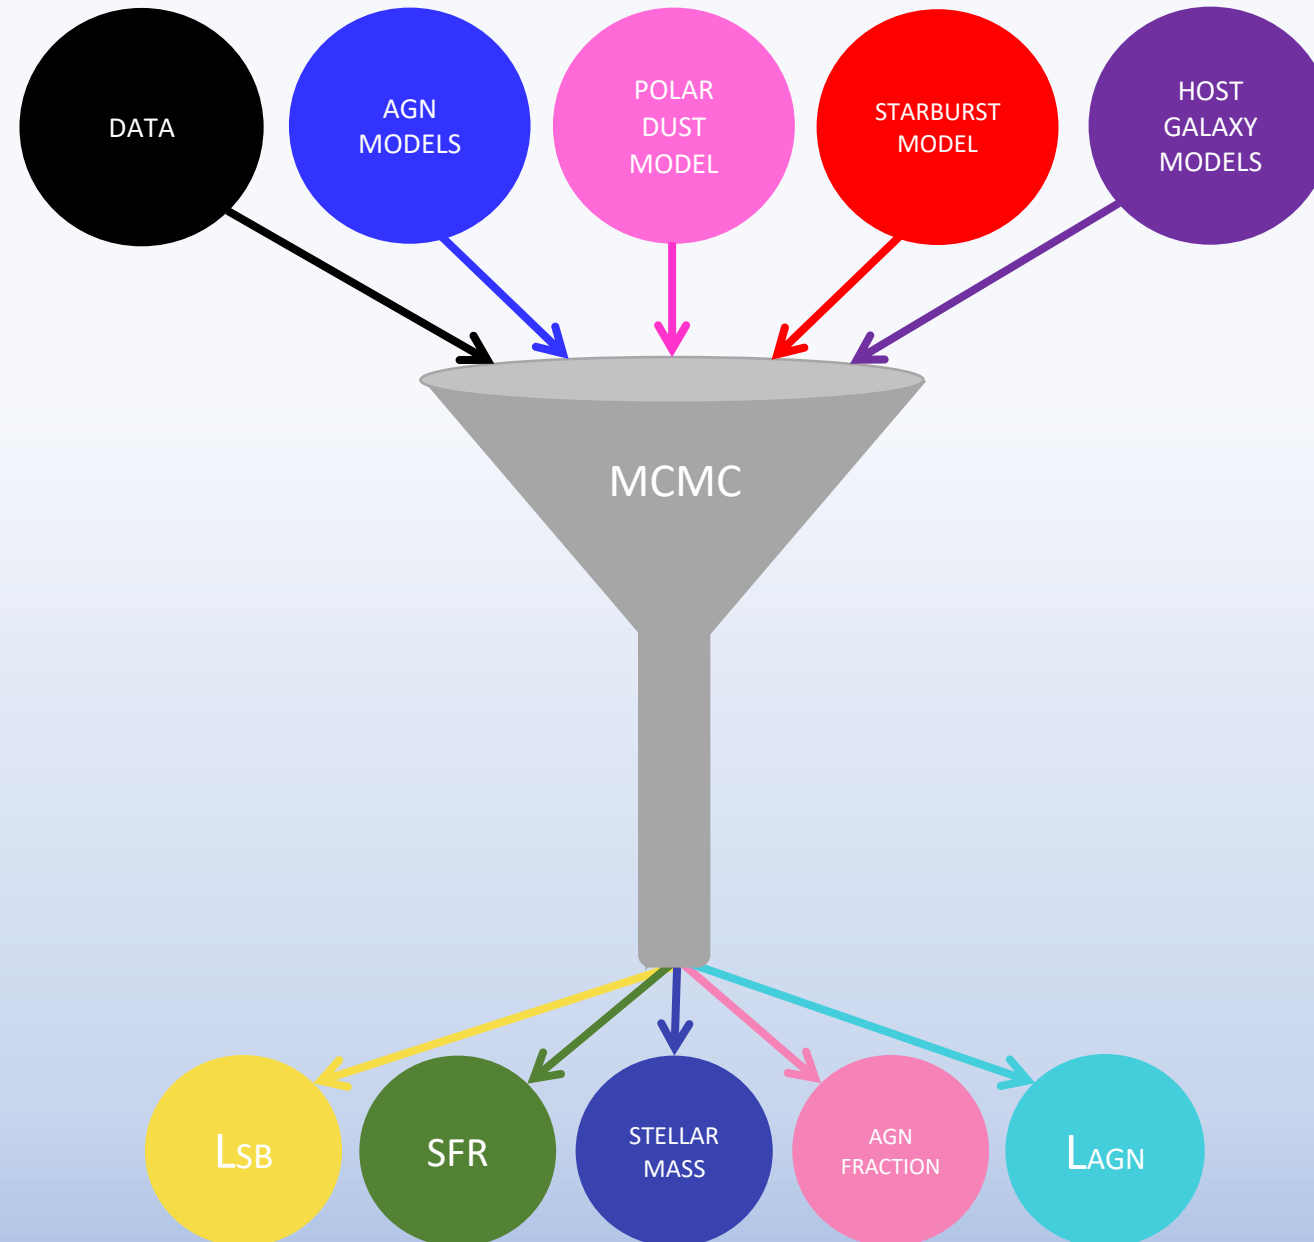 DATA
AGN
MODELS
POLAR
DUST
MODEL
STARBURST
MODEL
HOST
GALAXY
MODELS
MCMC
LSB
SFR
STELLAR
MASS
AGN
FRACTION
LAGN